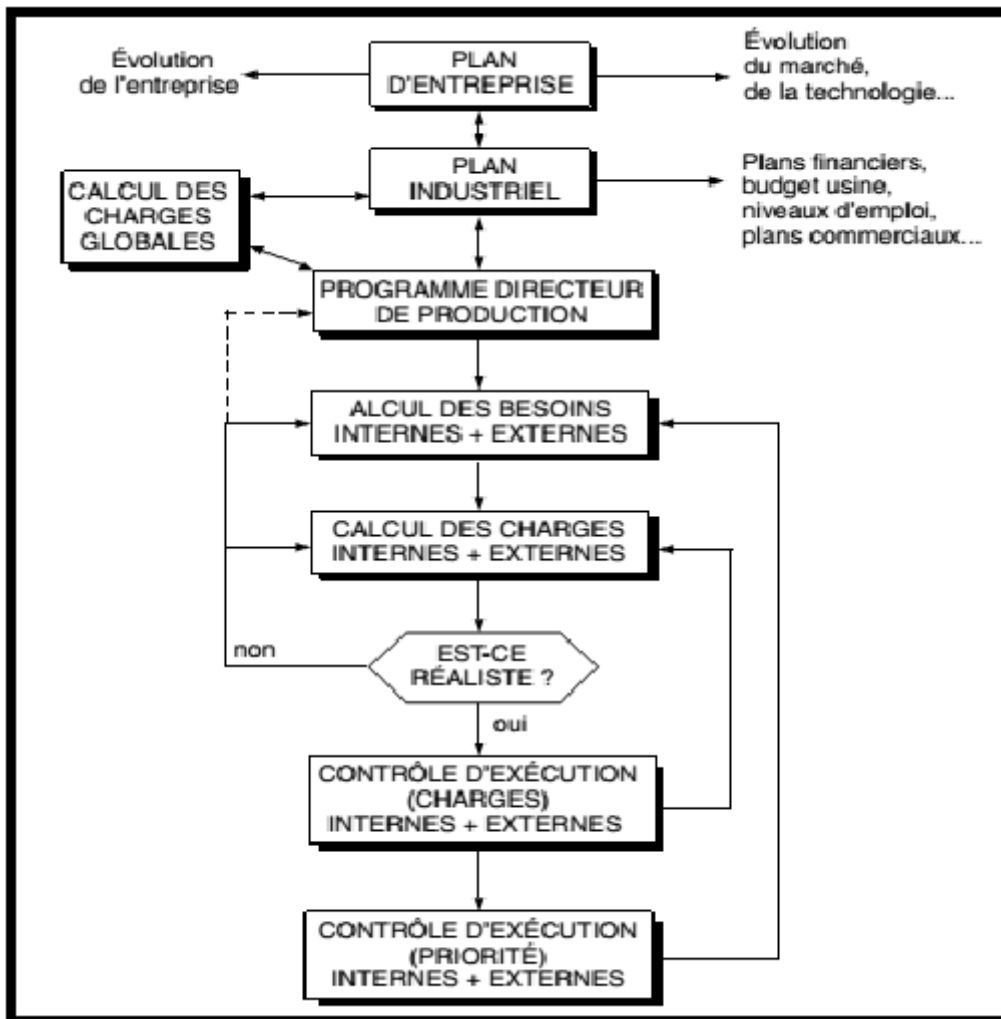 Évolution
de l'entreprise
PLAN
D'ENTREPRISE
Évolution
du marché,
de la technologie...
CALCUL DES
CHARGES
GLOBALES
PLAN
INDUSTRIEL
Plans financiers,
budget usine,
niveaux d'emploi,
plans commerciaux...
PROGRAMME DIRECTEUR
DE PRODUCTION
ALCUL DES BESOINS
INTERNES + EXTERNES
CALCUL DES CHARGES
INTERNES + EXTERNES
non
EST-CE
RÉALISTE ?
oui
CONTRÔLE D'EXÉCUTION
(CHARGES)
INTERNES + EXTERNES
CONTRÔLE D'EXÉCUTION
(PRIORITÉ)
INTERNES + EXTERNES